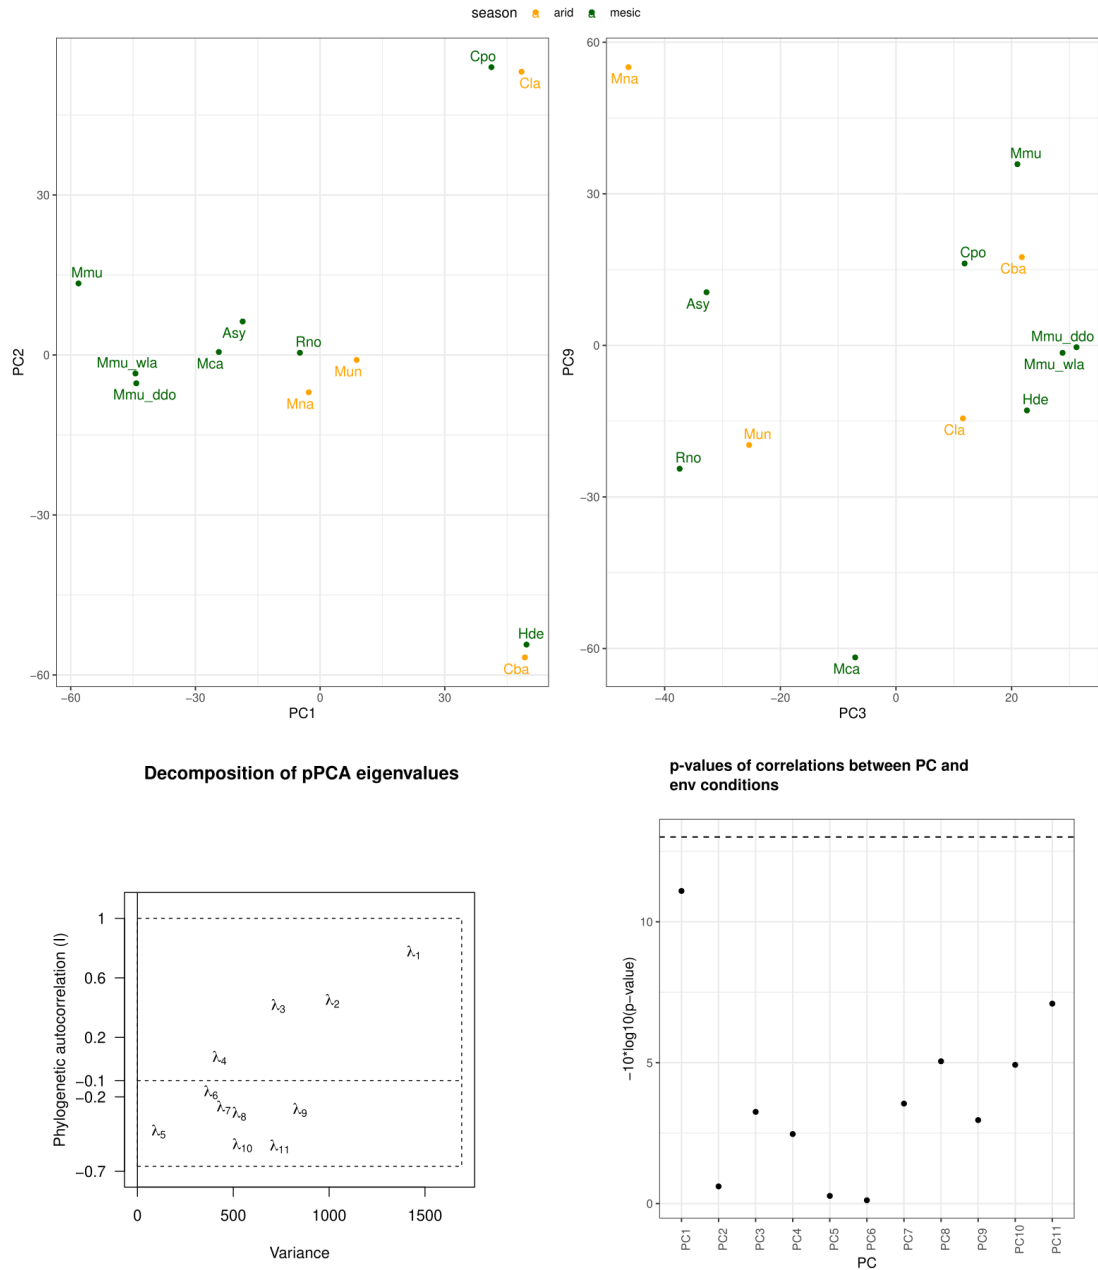 season a arid a mesic
Cpo
Cla
Mmu
Asy
Rno
Mmu_wla
Mca
Mun
Mmu_ddo
Mna
Hde
Cba
30
0
−30
−60
−60 −30 0 30
PC1
PC2
Mna
Mmu
Cpo
Cba
Asy
Mmu_ddo
Mmu_wla
Hde
Cla
Mun
Rno
Mca
60
30
0
−30
−60
−40 −20 0 20
PC3
PC9
Decomposition of pPCA eigenvalues
λ1
λ2
λ3
λ4
λ6
λ7
λ8
λ9
λ5
λ10
λ11
1
0.6
0.2
−0.1
−0.2
−0.7
0 500 1000 1500
Variance
Phylogenetic autocorrelation (I)
p-values of correlations between PC and
env conditions
10
5
0
PC1 PC2 PC3 PC4 PC5 PC6 PC7 PC8 PC9 PC10 PC11
PC
−10*log10(p−value)